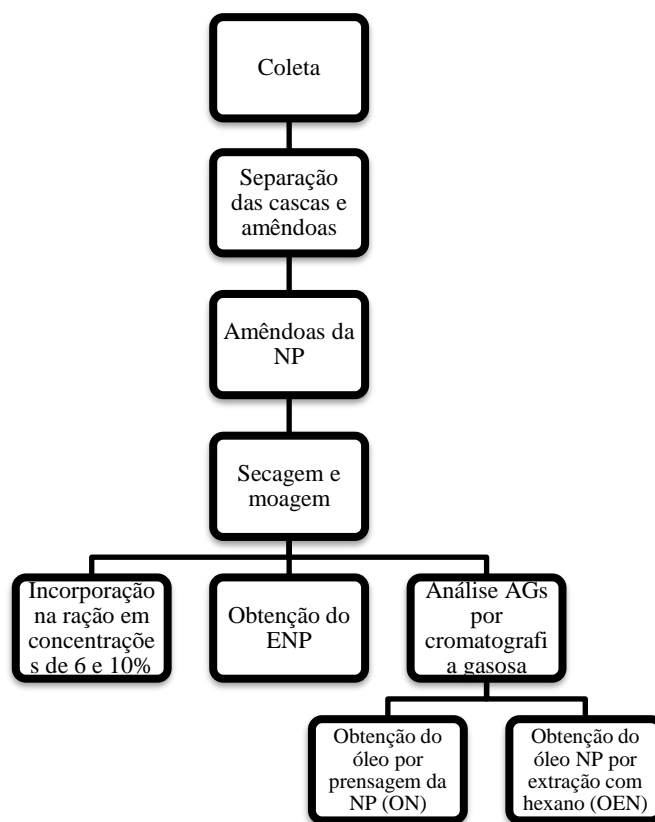 Coleta
Separação
das cascas e
amêndoas
Amêndoas da
NP
Secagem e
moagem
Incorporação
na ração em
concentraçõe
s de 6 e 10%
Obtenção do
ENP
Análise AGs
por
cromatografi
a gasosa
Obtenção do
óleo por
prensagem da
NP (ON)
Obtenção do
óleo NP por
extração com
hexano (OEN)